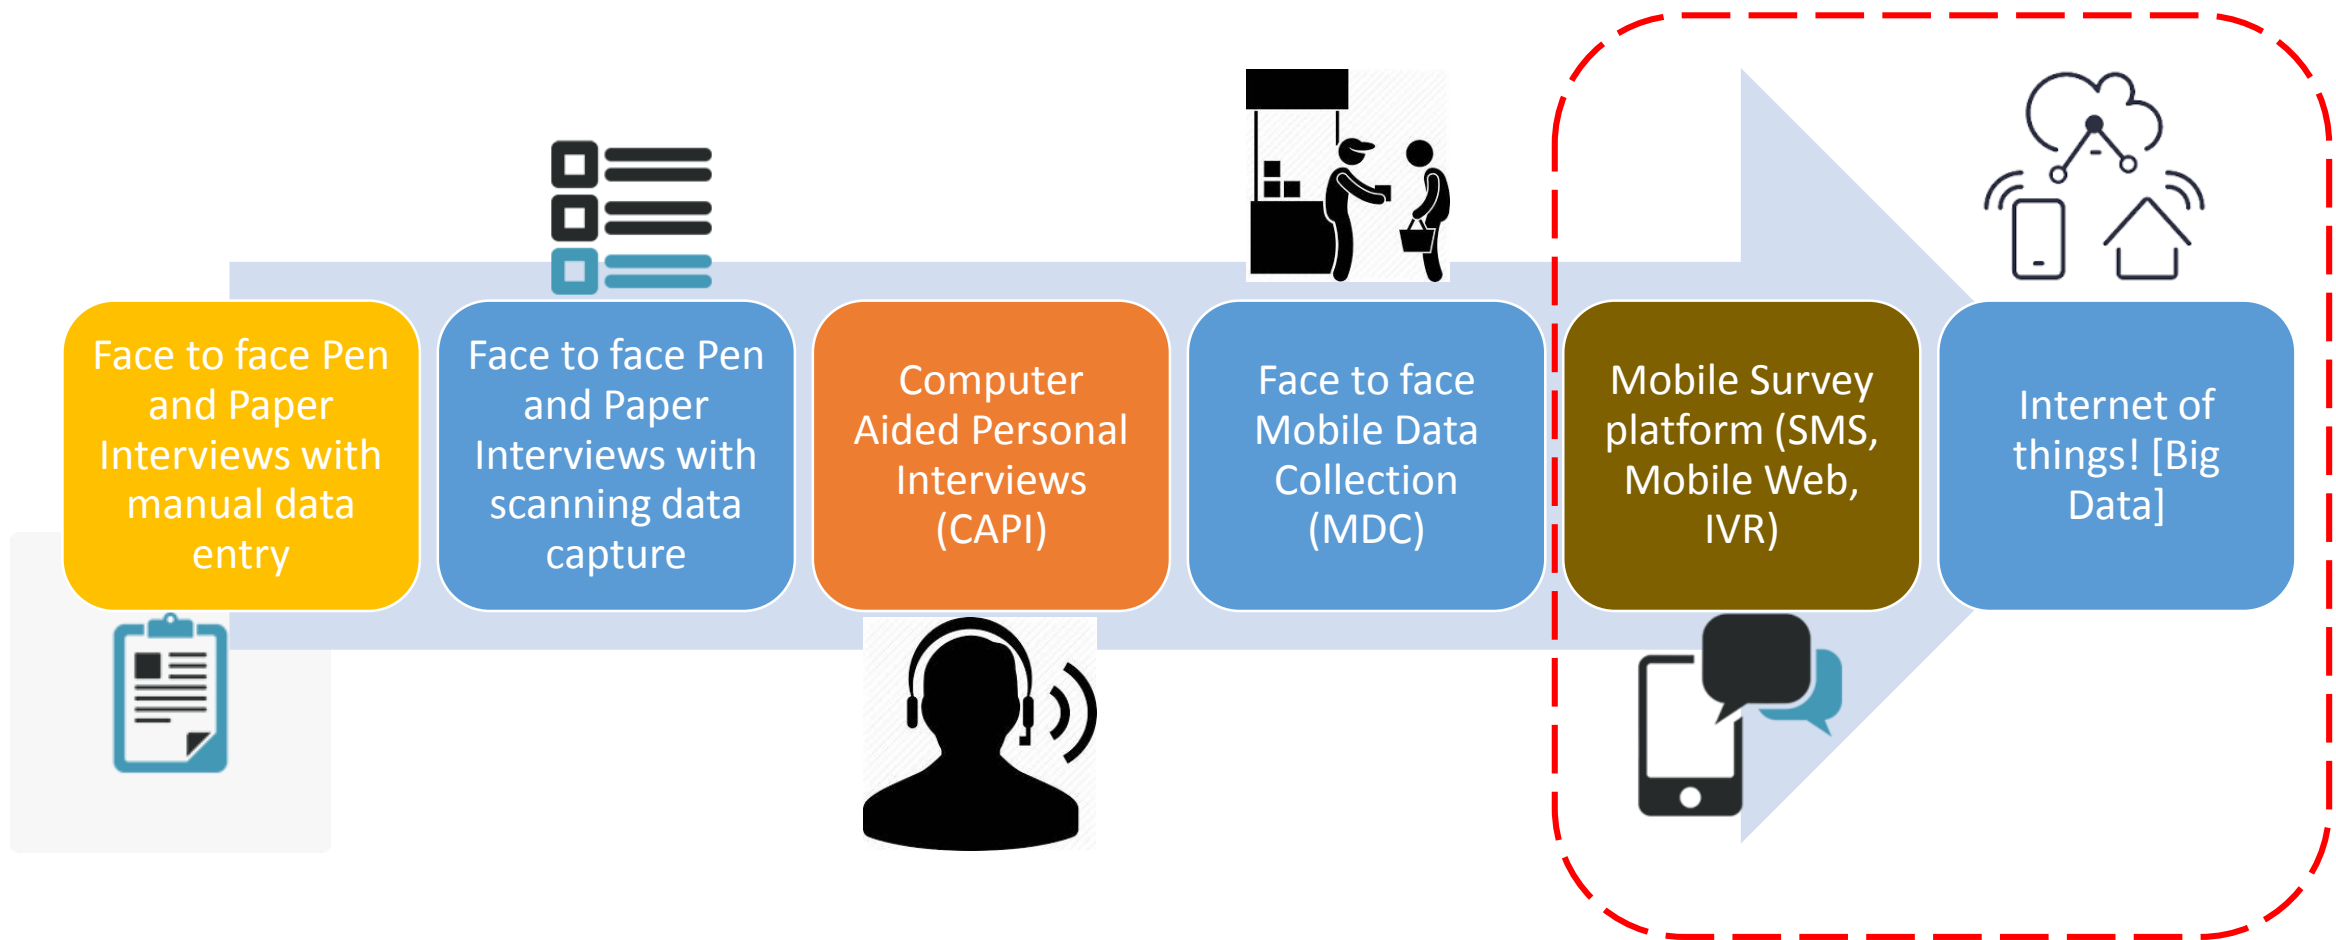 Face to face Pen
and Paper
Interviews with
manual data
entry
Face to face Pen
and Paper
Interviews with
scanning data
capture
Computer
Aided Personal
Interviews
(CAPI)
Face to face
Mobile Data
Collection
(MDC)
Mobile Survey
platform (SMS,
Mobile Web,
IVR)
Internet of
things! [Big
Data]